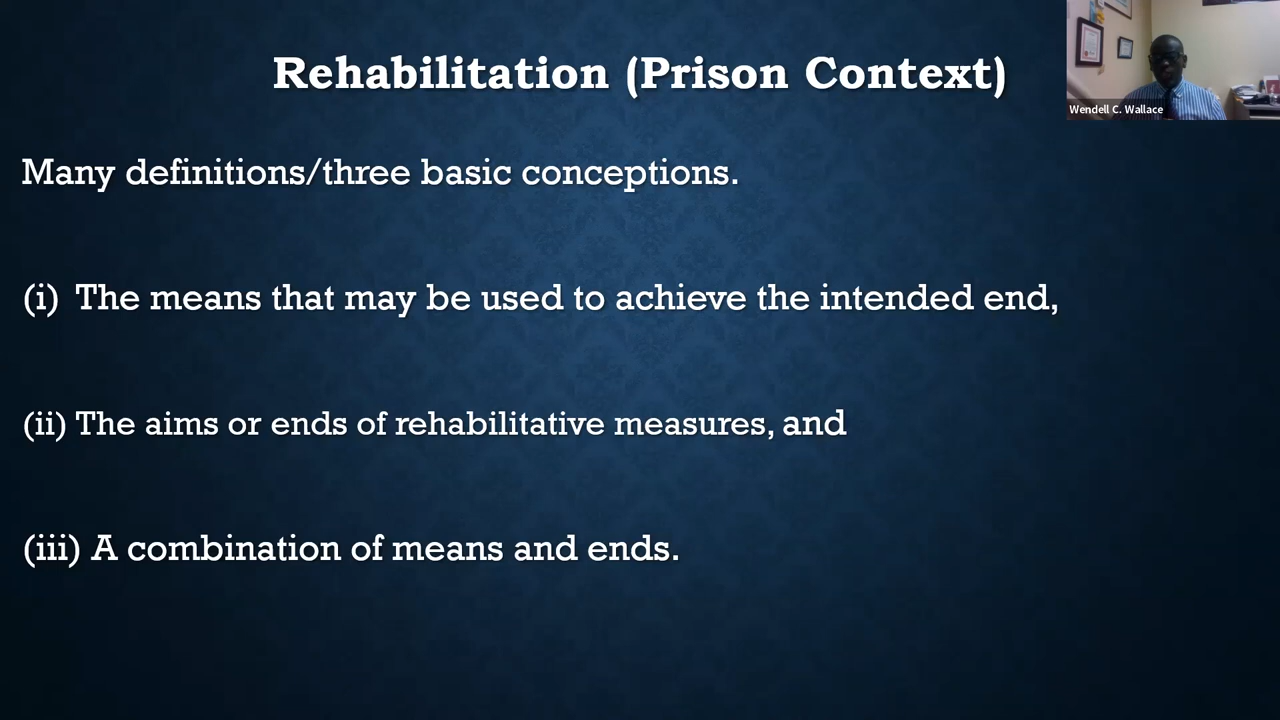 Rehabilitation (Prison Context)
Wendell C. Wallace
Many definitions/three basic conceptions.
(i) The means that may be used to achieve the intended end,
(ii) The aims or ends of rehabilitative measures, and
(iii) A combination of means and ends.